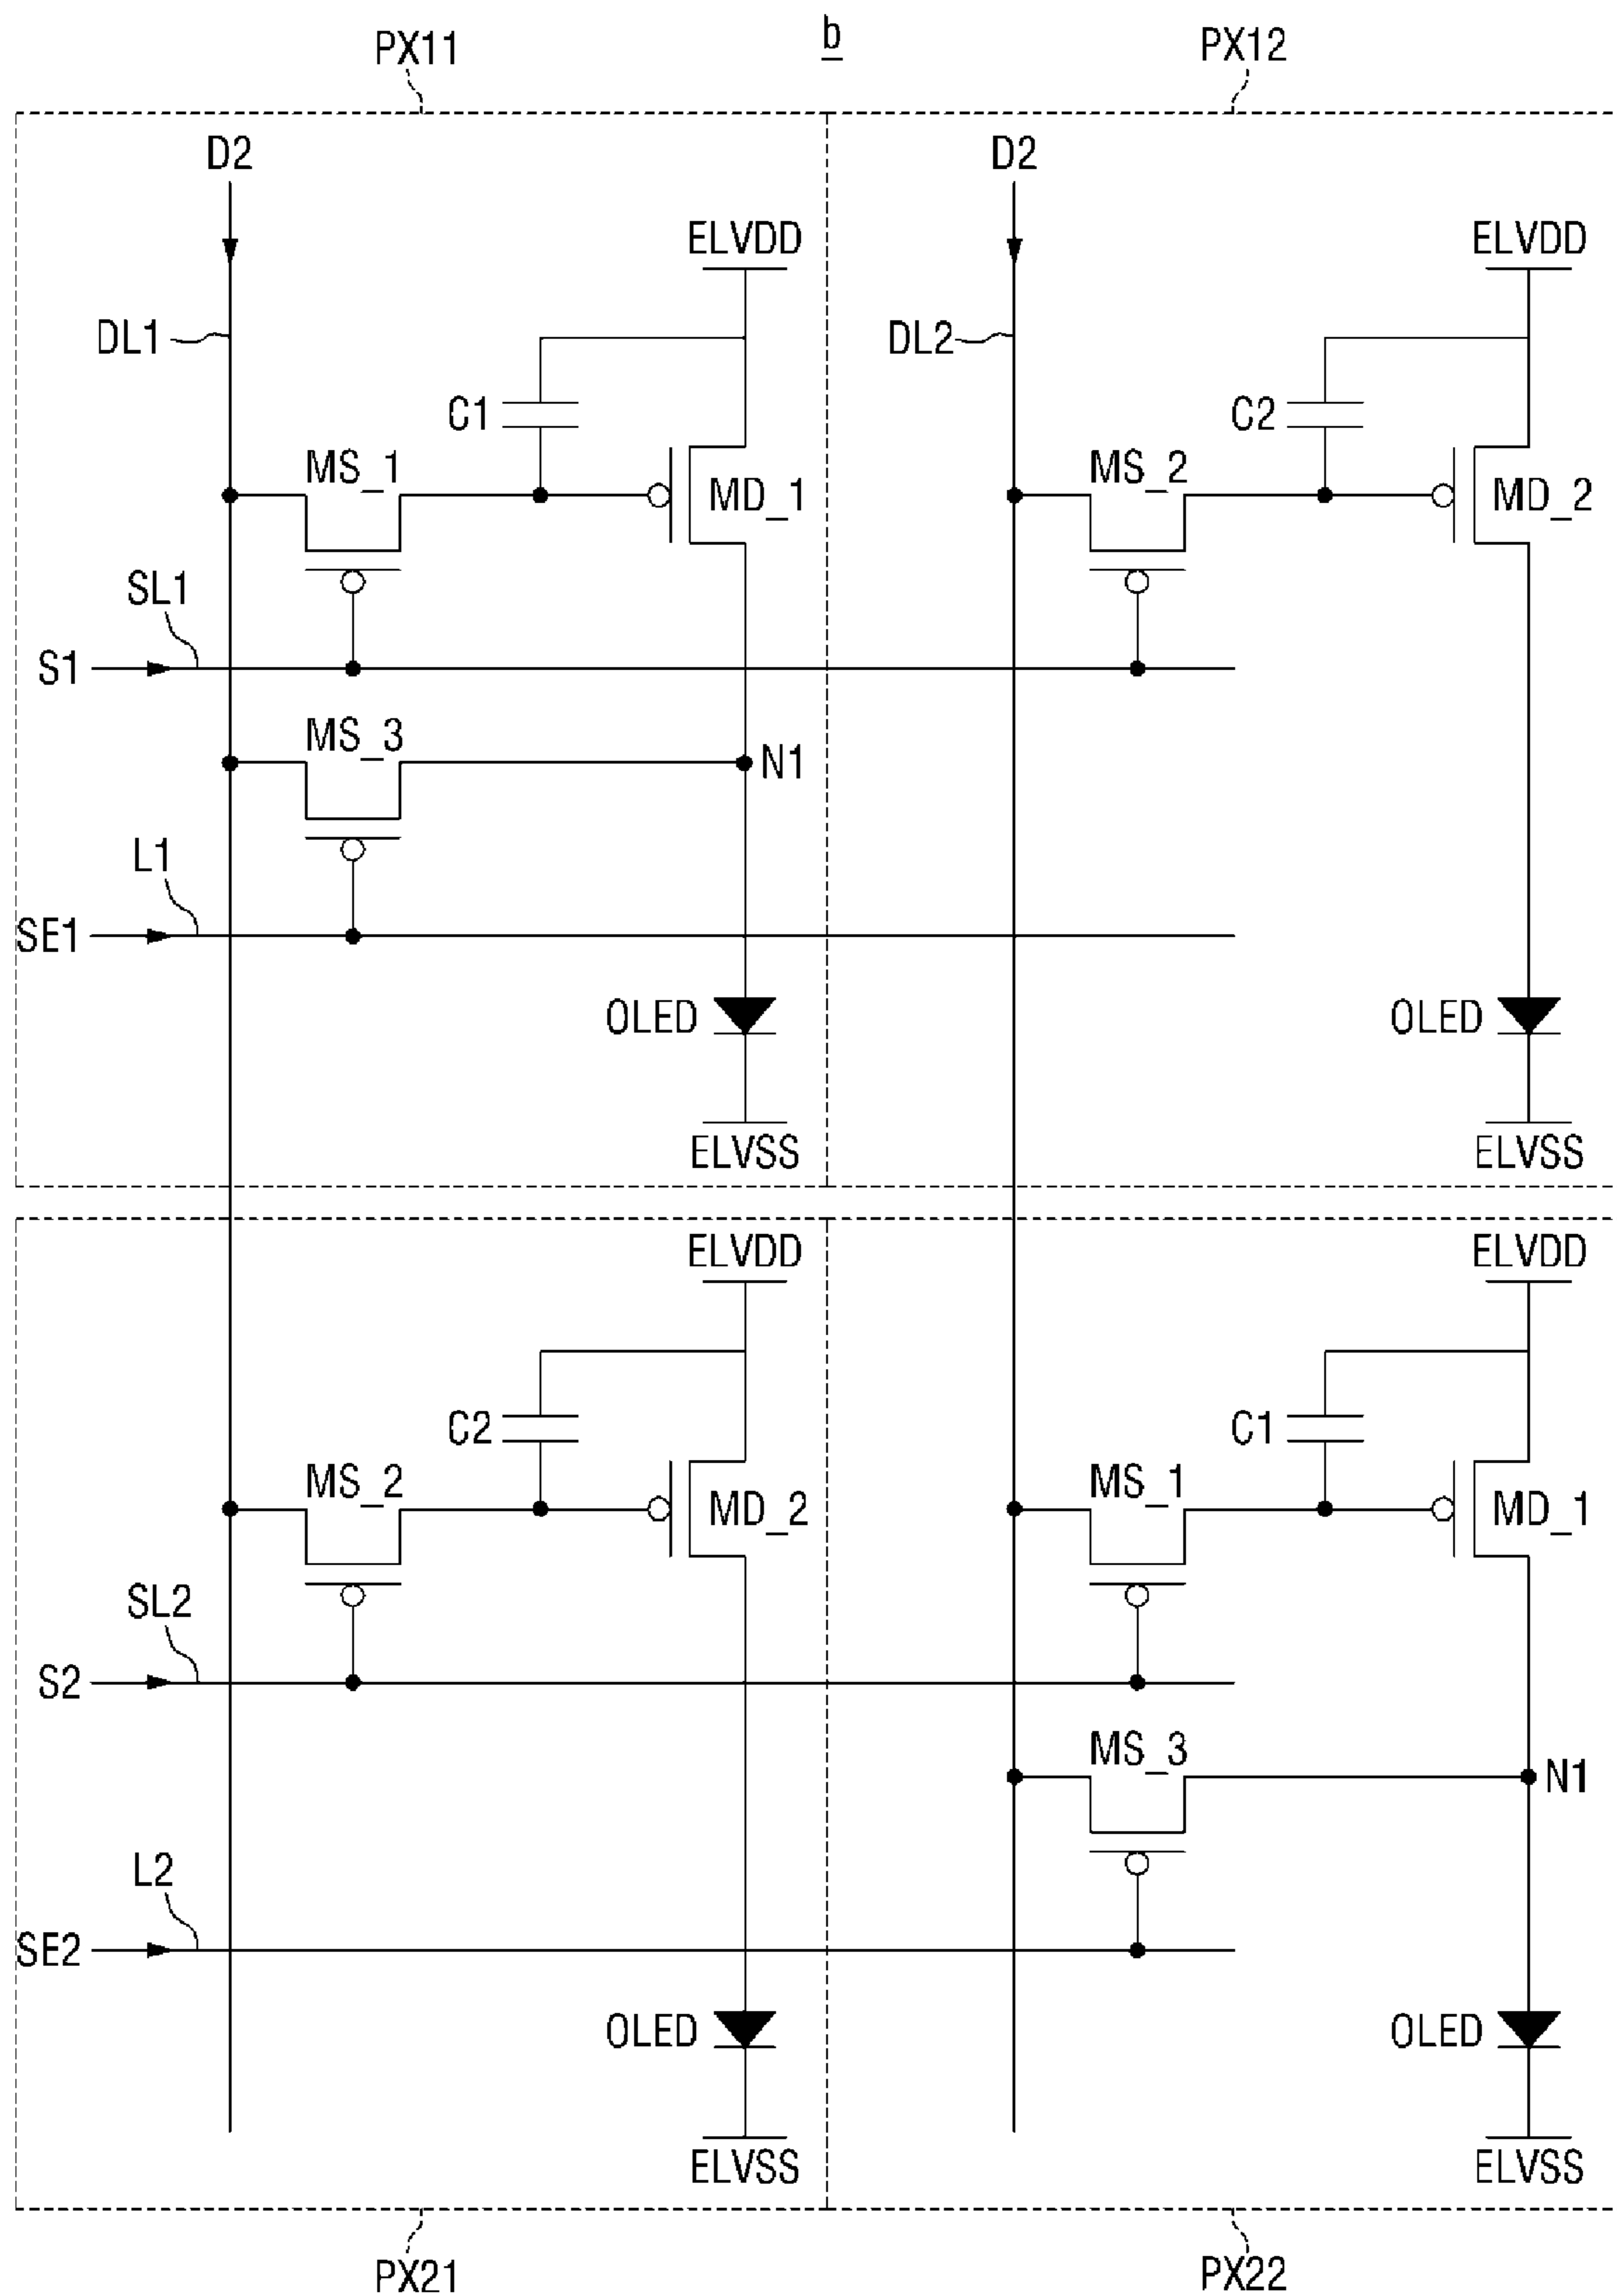 b
PX11
PX12
D2
D2
ELVDD
ELVDD
DL1
DL2
C1
C2
MS_1
MD_1
MS_2
MD_2
SL1
S1
MS_3
N1
L1
SE1
OLED
OLED
ELVSS
ELVSS
ELVDD
ELVDD
C2
C1
MS_2
MD_2
MS_1
MD_1
SL2
S2
MS_3
N1
L2
SE2
OLED
OLED
ELVSS
ELVSS
PX21
PX22